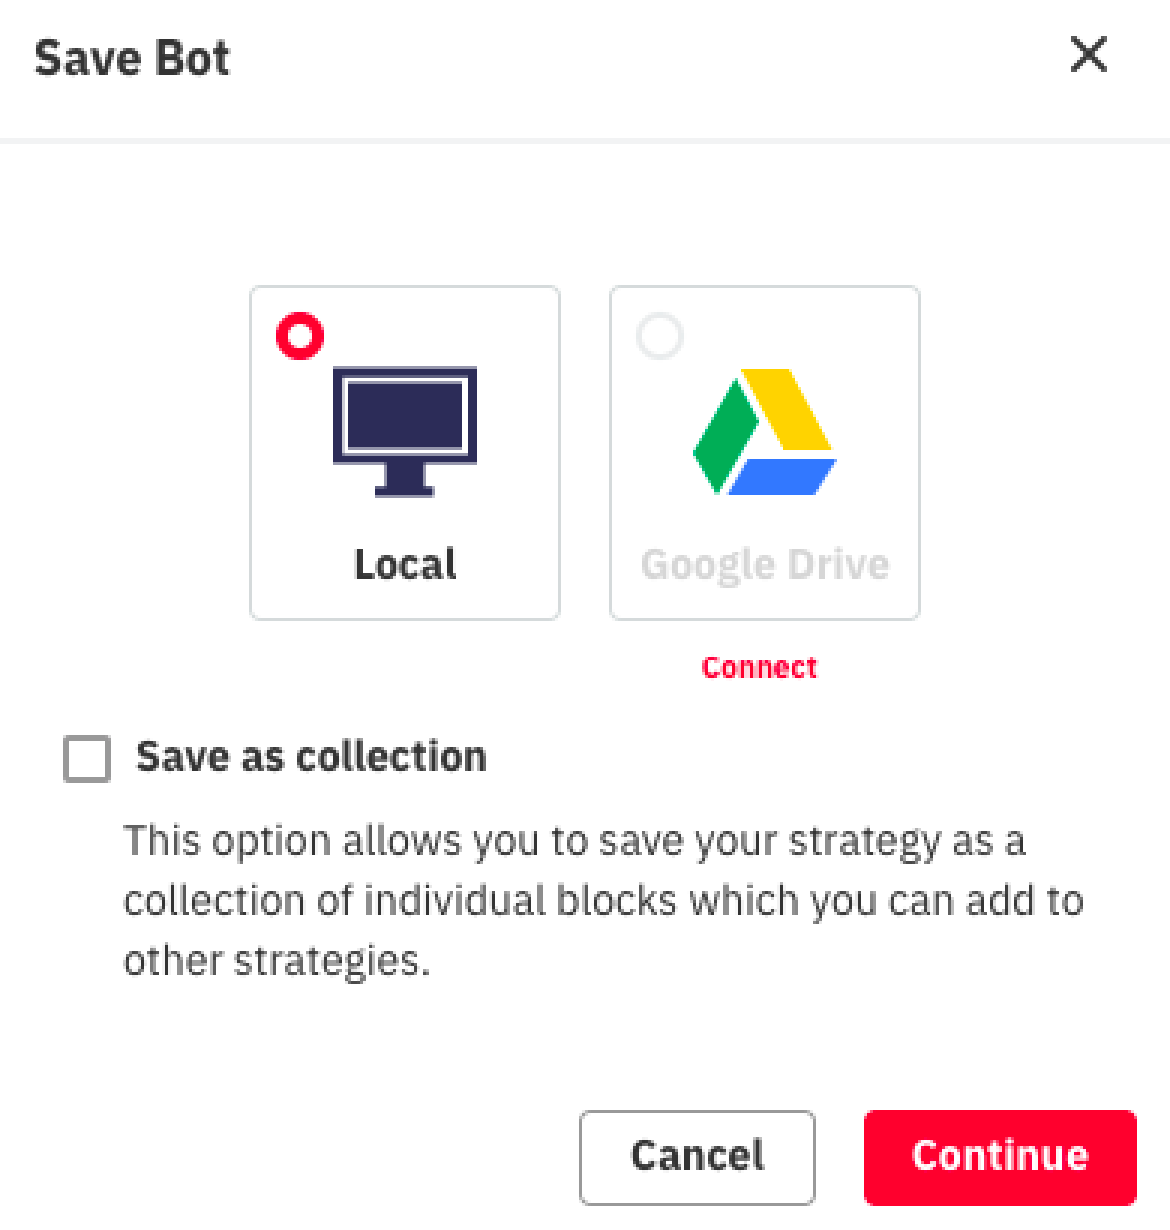 Save Bot
Local
Google Drive
Connect
Save as collection
This option allows you to save your strategy as a
collection of individual blocks which you can add to
other strategies.
Cancel
Continue